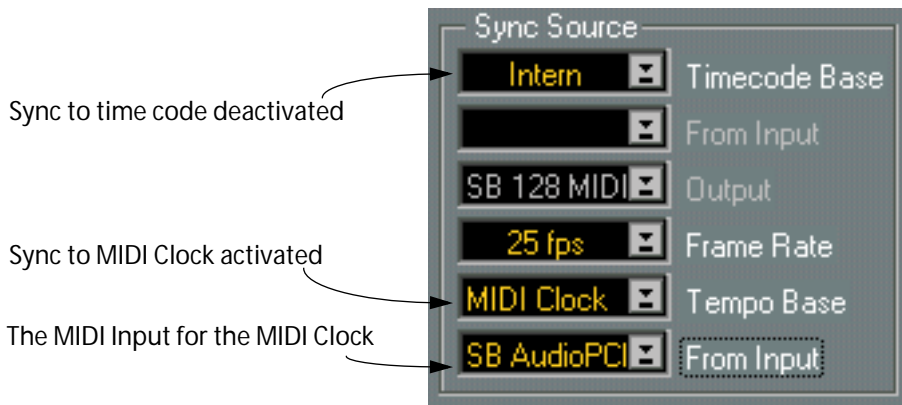 Sync Source
Intern Timecode Base
Sync to time code deactivated
From Input
SB 128 MIDI Output
25 fps Frame Rate
Sync to MIDI Clock activated
MIDI Clock Tempo Base
The MIDI Input for the MIDI Clock
SB AudioPCI From Input